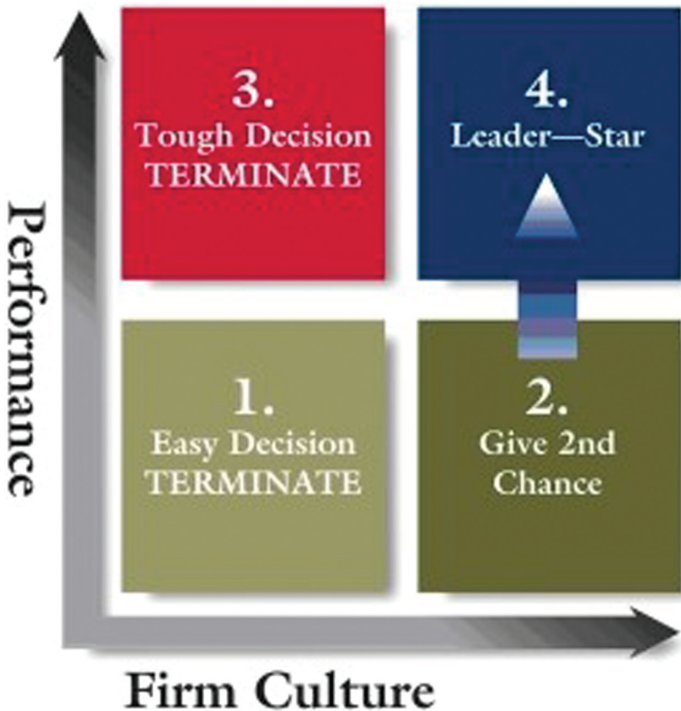 Performance
3.
Tough Decision
TERMINATE
4.
Leader—Star
1.
Easy Decision
TERMINATE
2.
Give 2nd
Chance
Firm Culture